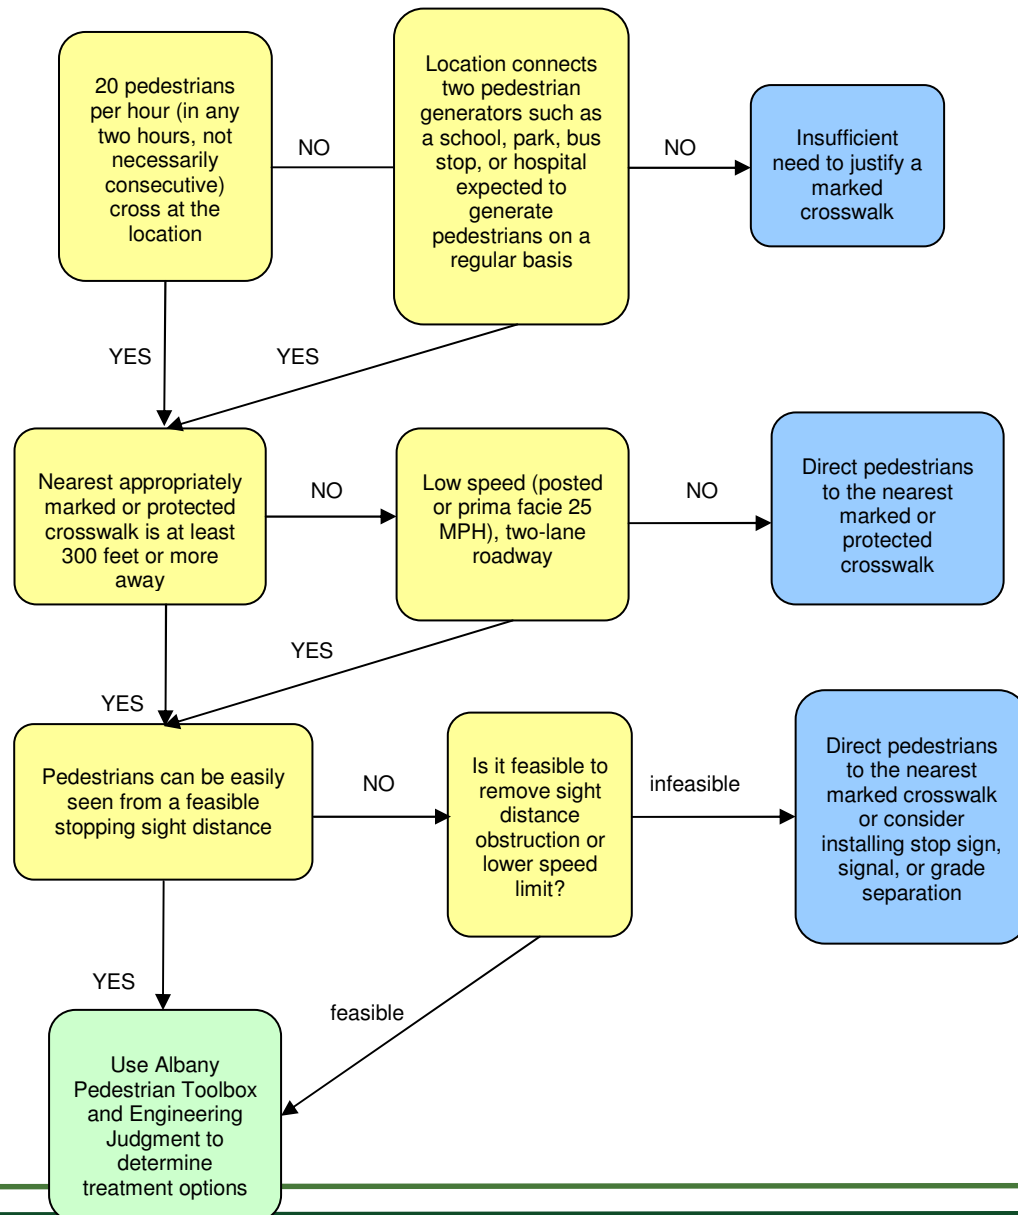 20 pedestrians
per hour (in any
two hours, not
necessarily
consecutive)
cross at the
location
NO
Location connects
two pedestrian
generators such as
a school, park, bus
stop, or hospital
expected to
generate
pedestrians on a
regular basis
NO
Insufficient
need to justify a
marked
crosswalk
YES
YES
Nearest appropriately
marked or protected
crosswalk is at least
300 feet or more
away
NO
Low speed (posted
or prima facie 25
MPH), two-lane
roadway
NO
Direct pedestrians
to the nearest
marked or
protected
crosswalk
YES
YES
Pedestrians can be easily
seen from a feasible
stopping sight distance
NO
Is it feasible to
remove sight
distance
obstruction or
lower speed
limit?
infeasible
Direct pedestrians
to the nearest
marked crosswalk
or consider
installing stop sign,
signal, or grade
separation
YES
feasible
Use Albany
Pedestrian Toolbox
and Engineering
Judgment to
determine
treatment options